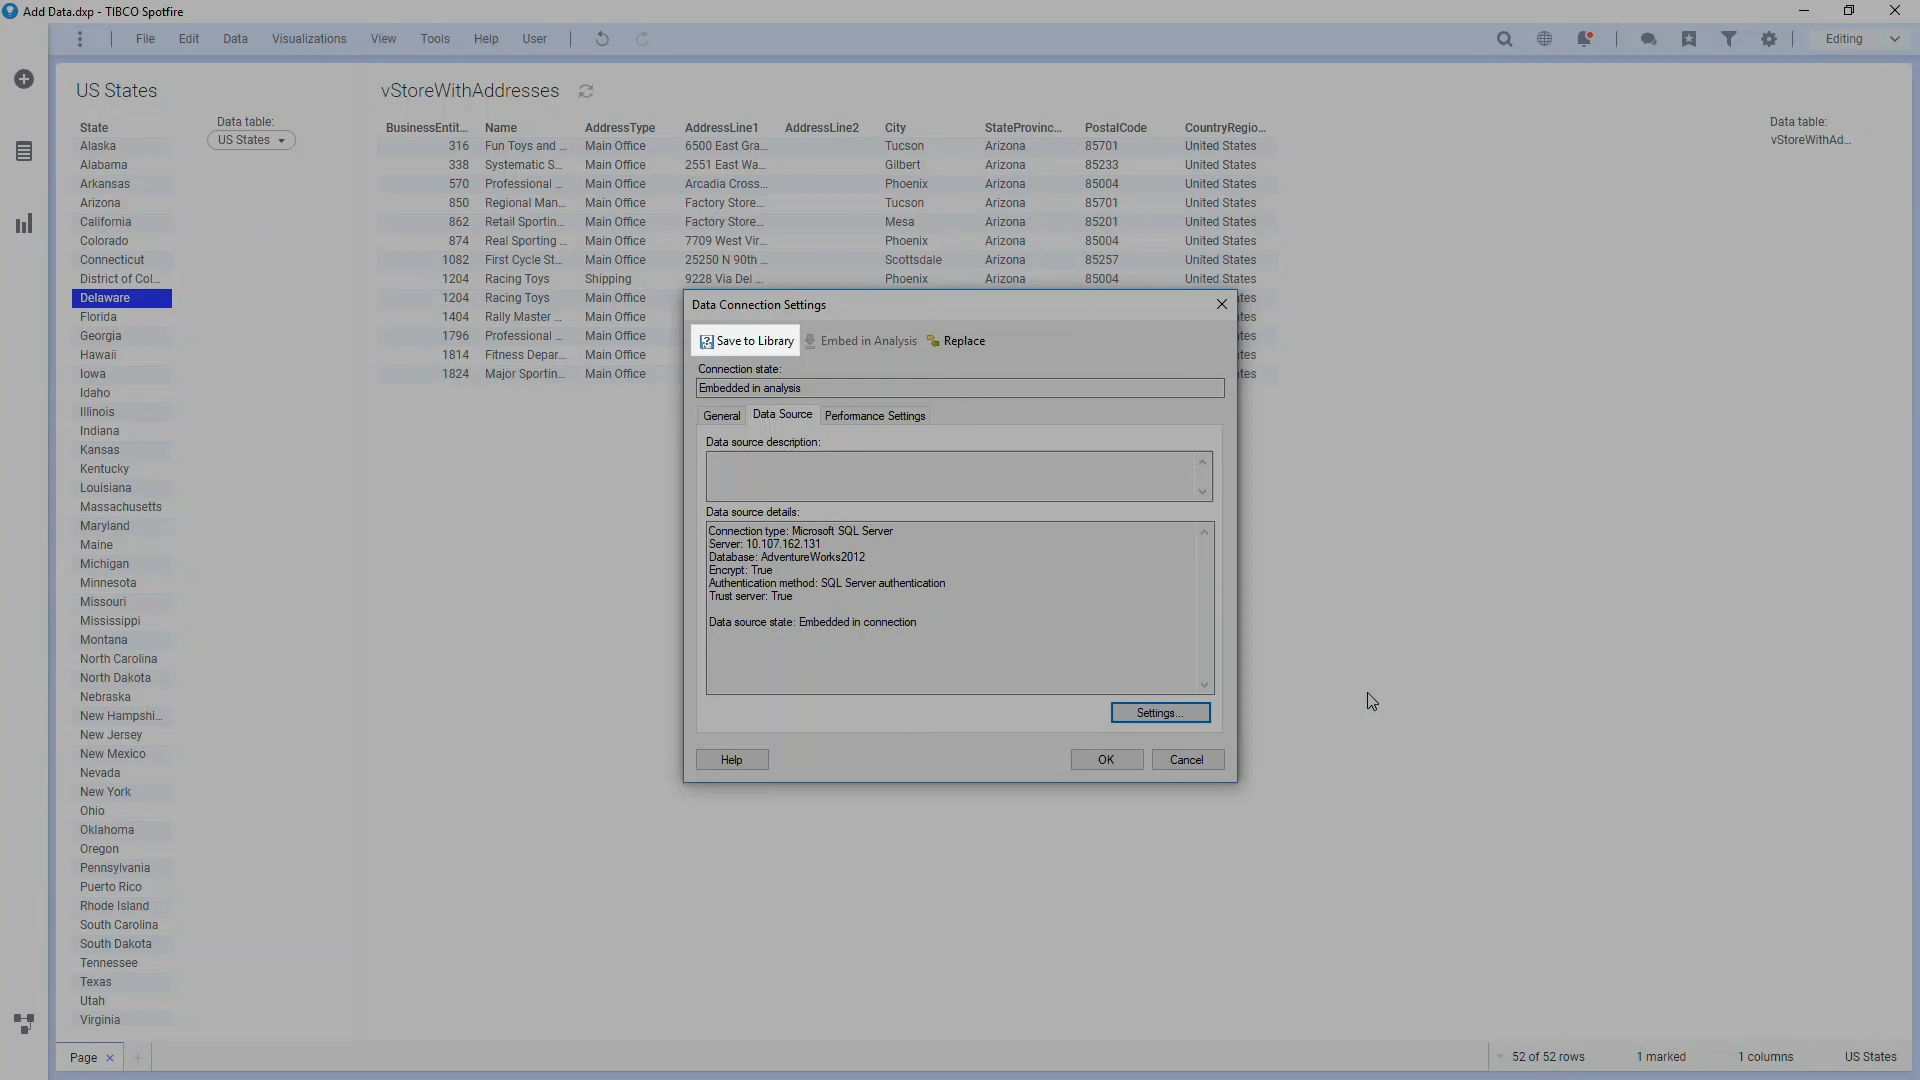 Add Data.dxp - TIBCO Spotfire
File Edit Data Visualizations View Tools Help User Editing
US States
State
Alaska
Alabama
Arkansas
Arizona
California
Colorado
Connecticut
District of Col...
Delaware
Florida
Georgia
Hawaii
Iowa
Idaho
Illinois
Indiana
Kansas
Kentucky
Louisiana
Massachusetts
Maryland
Maine
Michigan
Minnesota
Missouri
Mississippi
Montana
North Carolina
North Dakota
Nebraska
New Hampshi...
New Jersey
New Mexico
Nevada
New York
Ohio
Oklahoma
Oregon
Pennsylvania
Puerto Rico
Rhode Island
South Carolina
South Dakota
Tennessee
Texas
Utah
Virginia
Data table:
US States
vStoreWithAddresses
BusinessEntit... Name AddressType AddressLine1 AddressLine2 City StateProvinc... PostalCode CountryRegio...
316 Fun Toys and ... Main Office 6500 East Gra... Tucson Arizona 85701 United States
338 Systematic S... Main Office 2551 East Wa... Gilbert Arizona 85233 United States
570 Professional ... Main Office Arcadia Cross... Phoenix Arizona 85004 United States
850 Regional Man... Main Office Factory Store... Tucson Arizona 85701 United States
862 Retail Sportin... Main Office Factory Store... Mesa Arizona 85201 United States
874 Real Sporting ... Main Office 7709 West Vir... Phoenix Arizona 85004 United States
1082 First Cycle St... Main Office 25250 N 90th ... Scottsdale Arizona 85257 United States
1204 Racing Toys Shipping 9228 Via Del ... Phoenix Arizona 85004 United States
1204 Racing Toys Main Office
1404 Rally Master ... Main Office
1796 Professional ... Main Office
1814 Fitness Depar... Main Office
1824 Major Sportin... Main Office
Data table:
vStoreWithAd...
Data Connection Settings
Save to Library Embed in Analysis Replace
Connection state:
Embedded in analysis
General Data Source Performance Settings
Data source description:
Data source details:
Connection type: Microsoft SQL Server
Server: 10.107.162.131
Database: AdventureWorks2012
Encrypt: True
Authentication method: SQL Server authentication
Trust server: True
Data source state: Embedded in connection
Settings...
Help OK Cancel
Page 52 of 52 rows 1 marked 1 columns US States